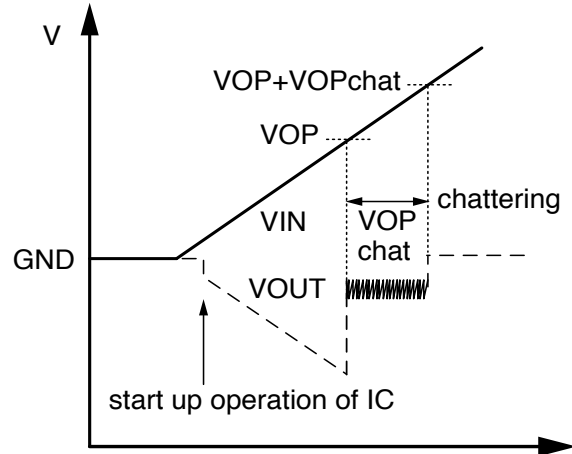 V
VOP+VOPchat
VOP
chattering
VIN
VOP
chat
GND
VOUT
start up operation of IC